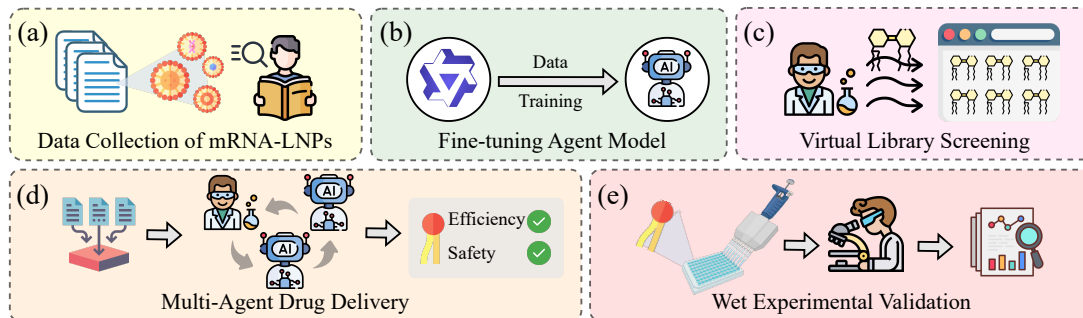 (a)
Data Collection of mRNA-LNPs
(b)
Data
Training
AI
Fine-tuning Agent Model
(c)
Virtual Library Screening
(d)
AI
AI
Efficiency
Safety
Multi-Agent Drug Delivery
(e)
Wet Experimental Validation